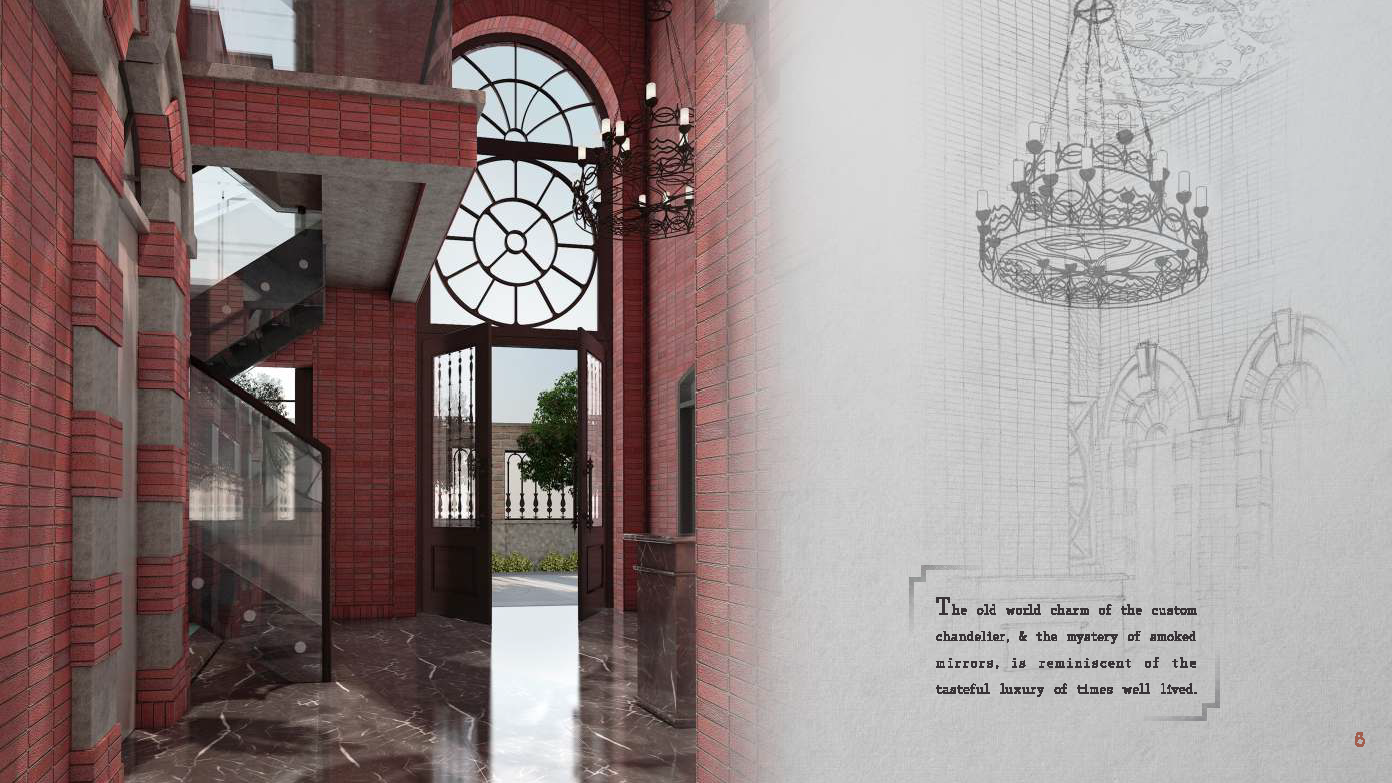 The old world charm of the custom
chandelier, & the mystery of smoked
mirrors, is reminiscent of the
tasteful luxury of times well lived.
6